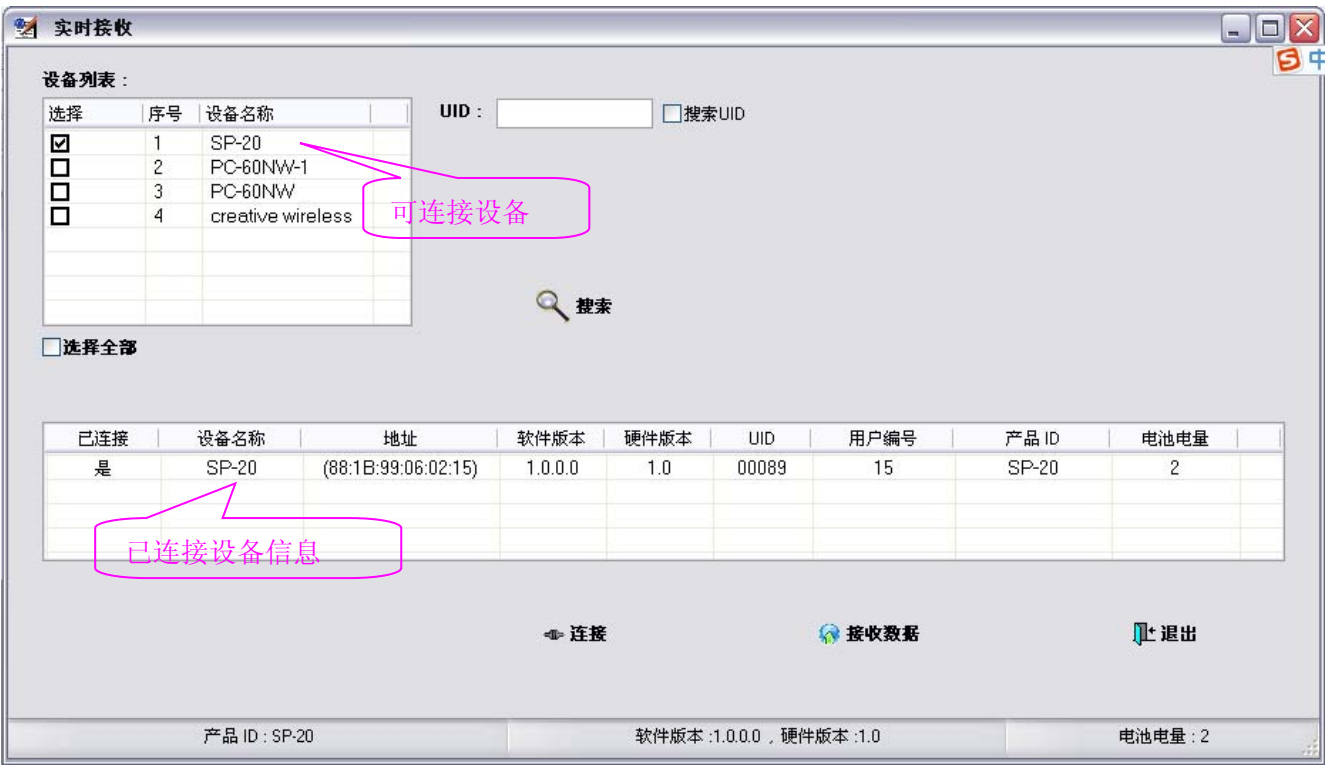 实时接收
S 中
设备列表：
选择 序号 设备名称
UID： 搜索UID
1 SP-20
2 PC-60NW-1
3 PC-60NW
4 creative wireless
可连接设备
搜索
选择全部
已连接 设备名称 地址 软件版本 硬件版本 UID 用户编号 产品 ID 电池电量
是 SP-20 (88:1B:99:06:02:15) 1.0.0.0 1.0 00089 15 SP-20 2
已连接设备信息
连接 接收数据 退出
产品 ID : SP-20 软件版本 :1.0.0.0 , 硬件版本 :1.0 电池电量 : 2